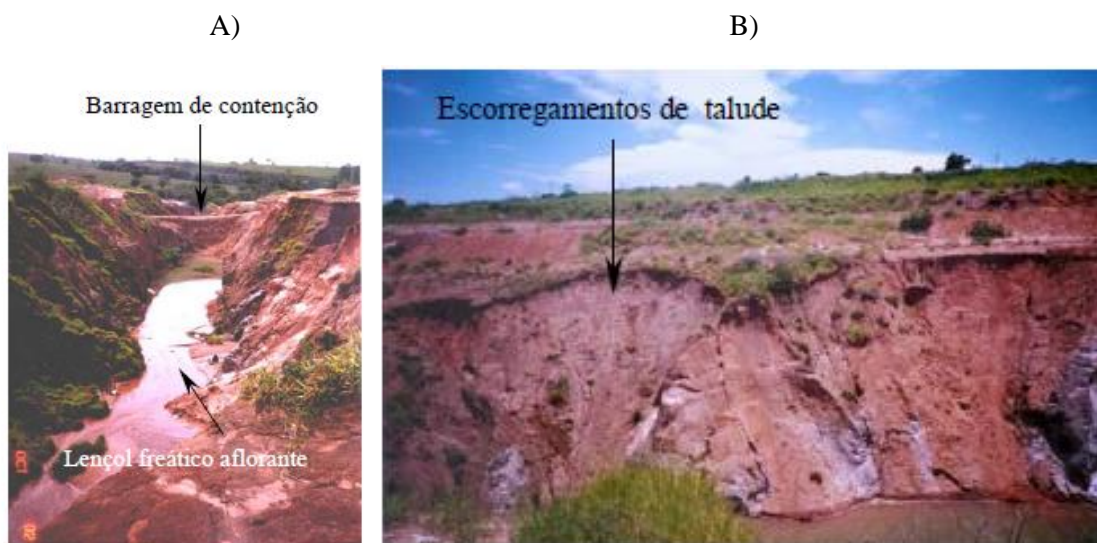 A)
B)
Barragem de contenção
Escorregamentos de talude
Lençol freático aflorante